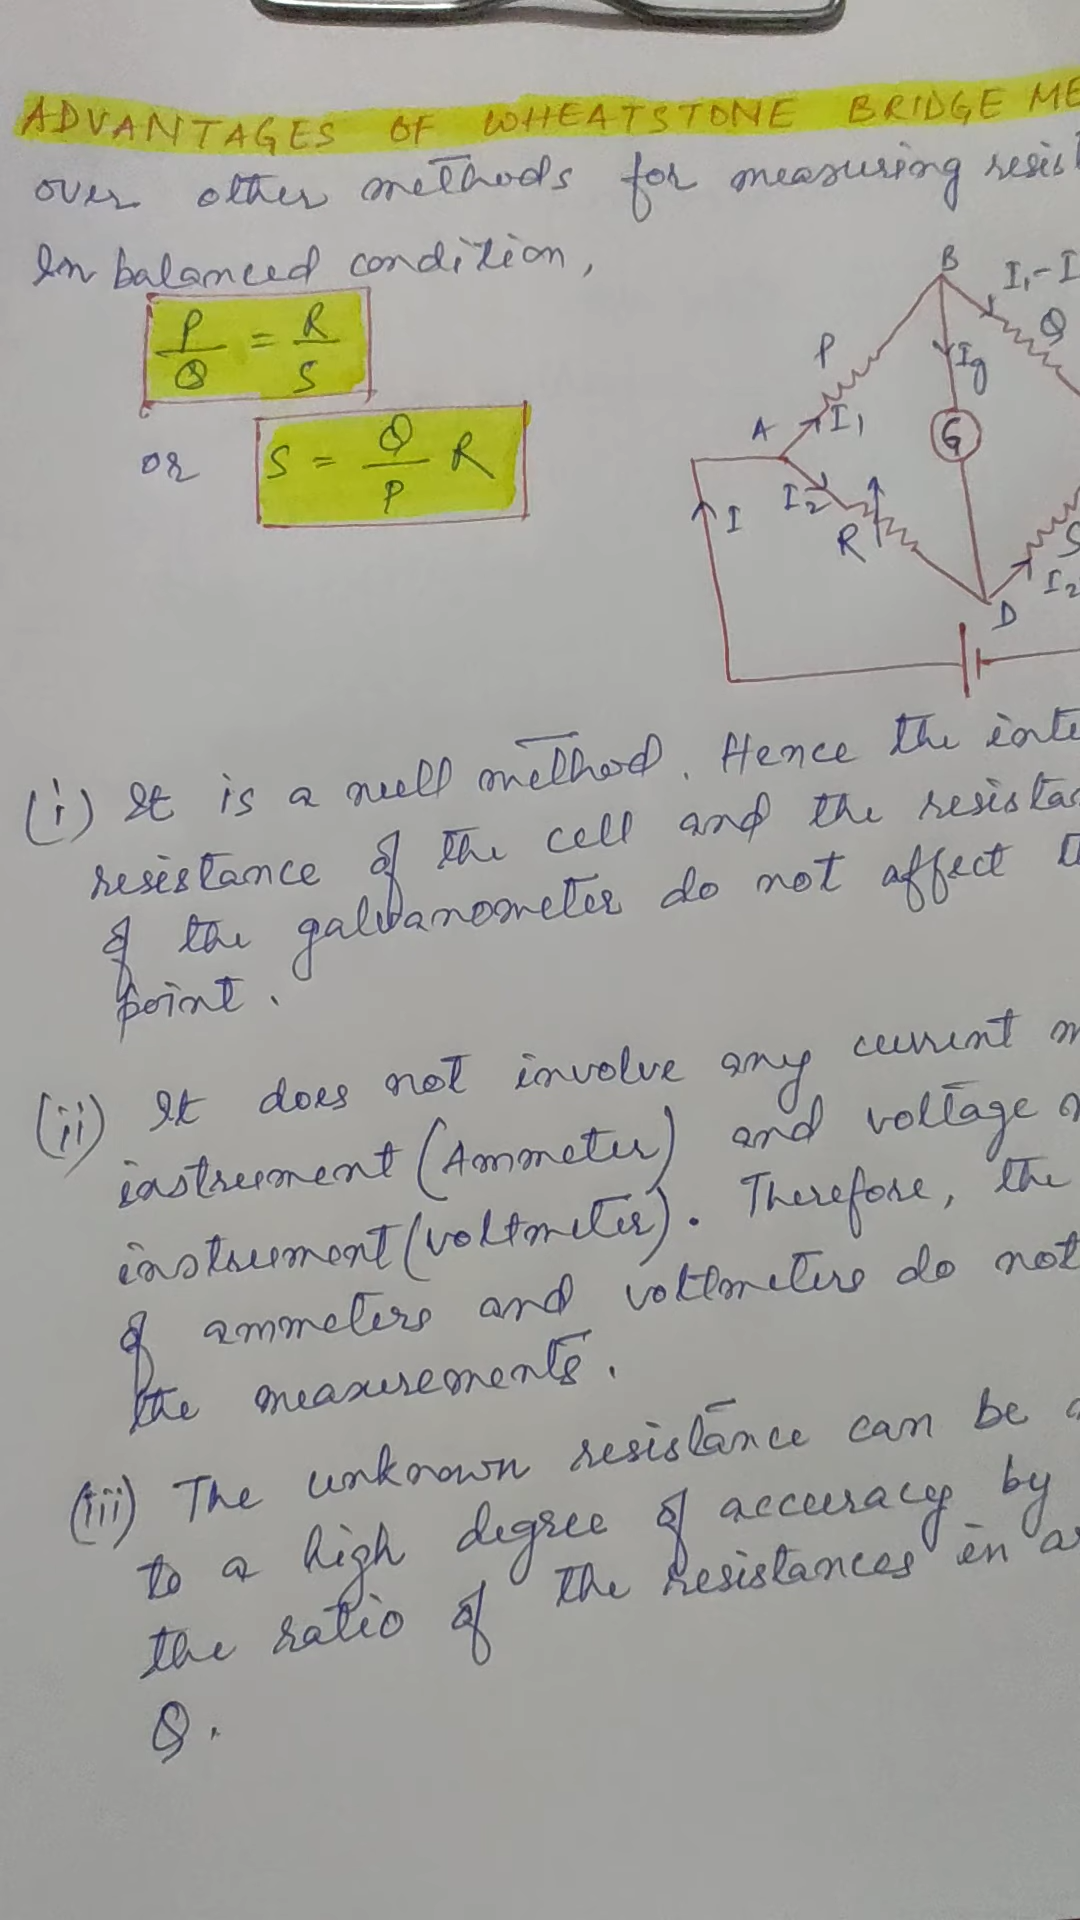 ADVANTAGES OF WHEATSTONE BRIDGE ME
over other methods for measuring resist
In balanced condition,
P/Q = R/S
or S = Q/P R
B
I₁-I
Q
P
Ig
A
I₁
G
I₂
I
R
S
I₂
D
(i) It is a null method. Hence the inte
resistance of the cell and the resistan
of the galvanometer do not affect t
point.
(ii) It does not involve any current m
instrument (Ammeter) and voltage m
instrument (voltmeter). Therefore, the
of ammeters and voltmeters do not
the measurements.
(iii) The unknown resistance can be
to a high degree of accuracy by
the ratio of the resistances in a
Q.